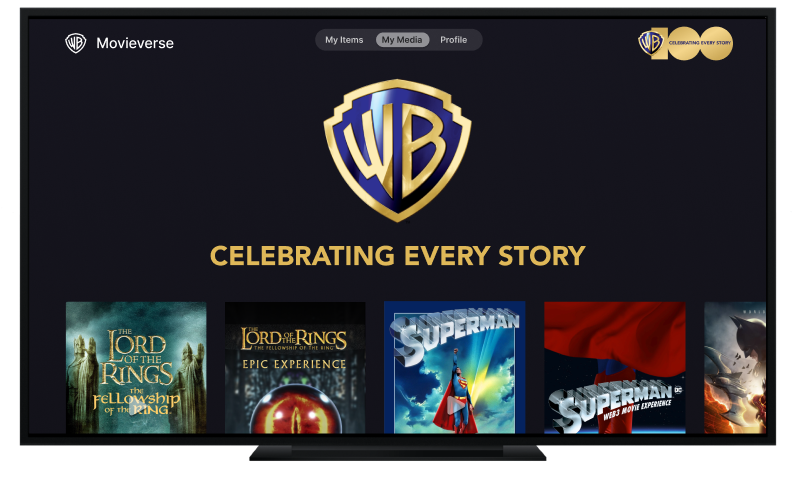 WB Movieverse
My Items My Media Profile
WB 100 CELEBRATING EVERY STORY
WB
CELEBRATING EVERY STORY
THE
LORD
OF THE
RINGS
THE
FELLOWSHIP
OF THE RING
THE
LORD OF THE RINGS
THE FELLOWSHIP OF THE RING
EPIC EXPERIENCE
SUPERMAN
SUPERMAN
DC
WEB3 MOVIE EXPERIENCE